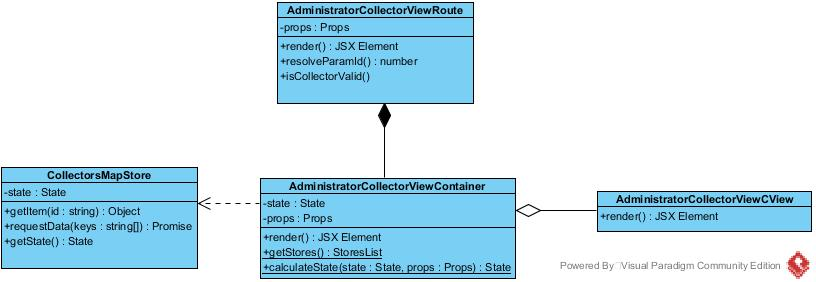 AdministratorCollectorViewRoute
-props : Props
+render() : JSX Element
+resolveParamId() : number
+isCollectorValid()
CollectorsMapStore
-state : State
+getItem(id : string) : Object
+requestData(keys : string[]) : Promise
+getState() : State
AdministratorCollectorViewContainer
-state : State
-props : Props
+render() : JSX Element
+getStores() : StoresList
+calculateState(state : State, props : Props) : State
AdministratorCollectorViewCView
+render() : JSX Element
Powered By Visual Paradigm Community Edition